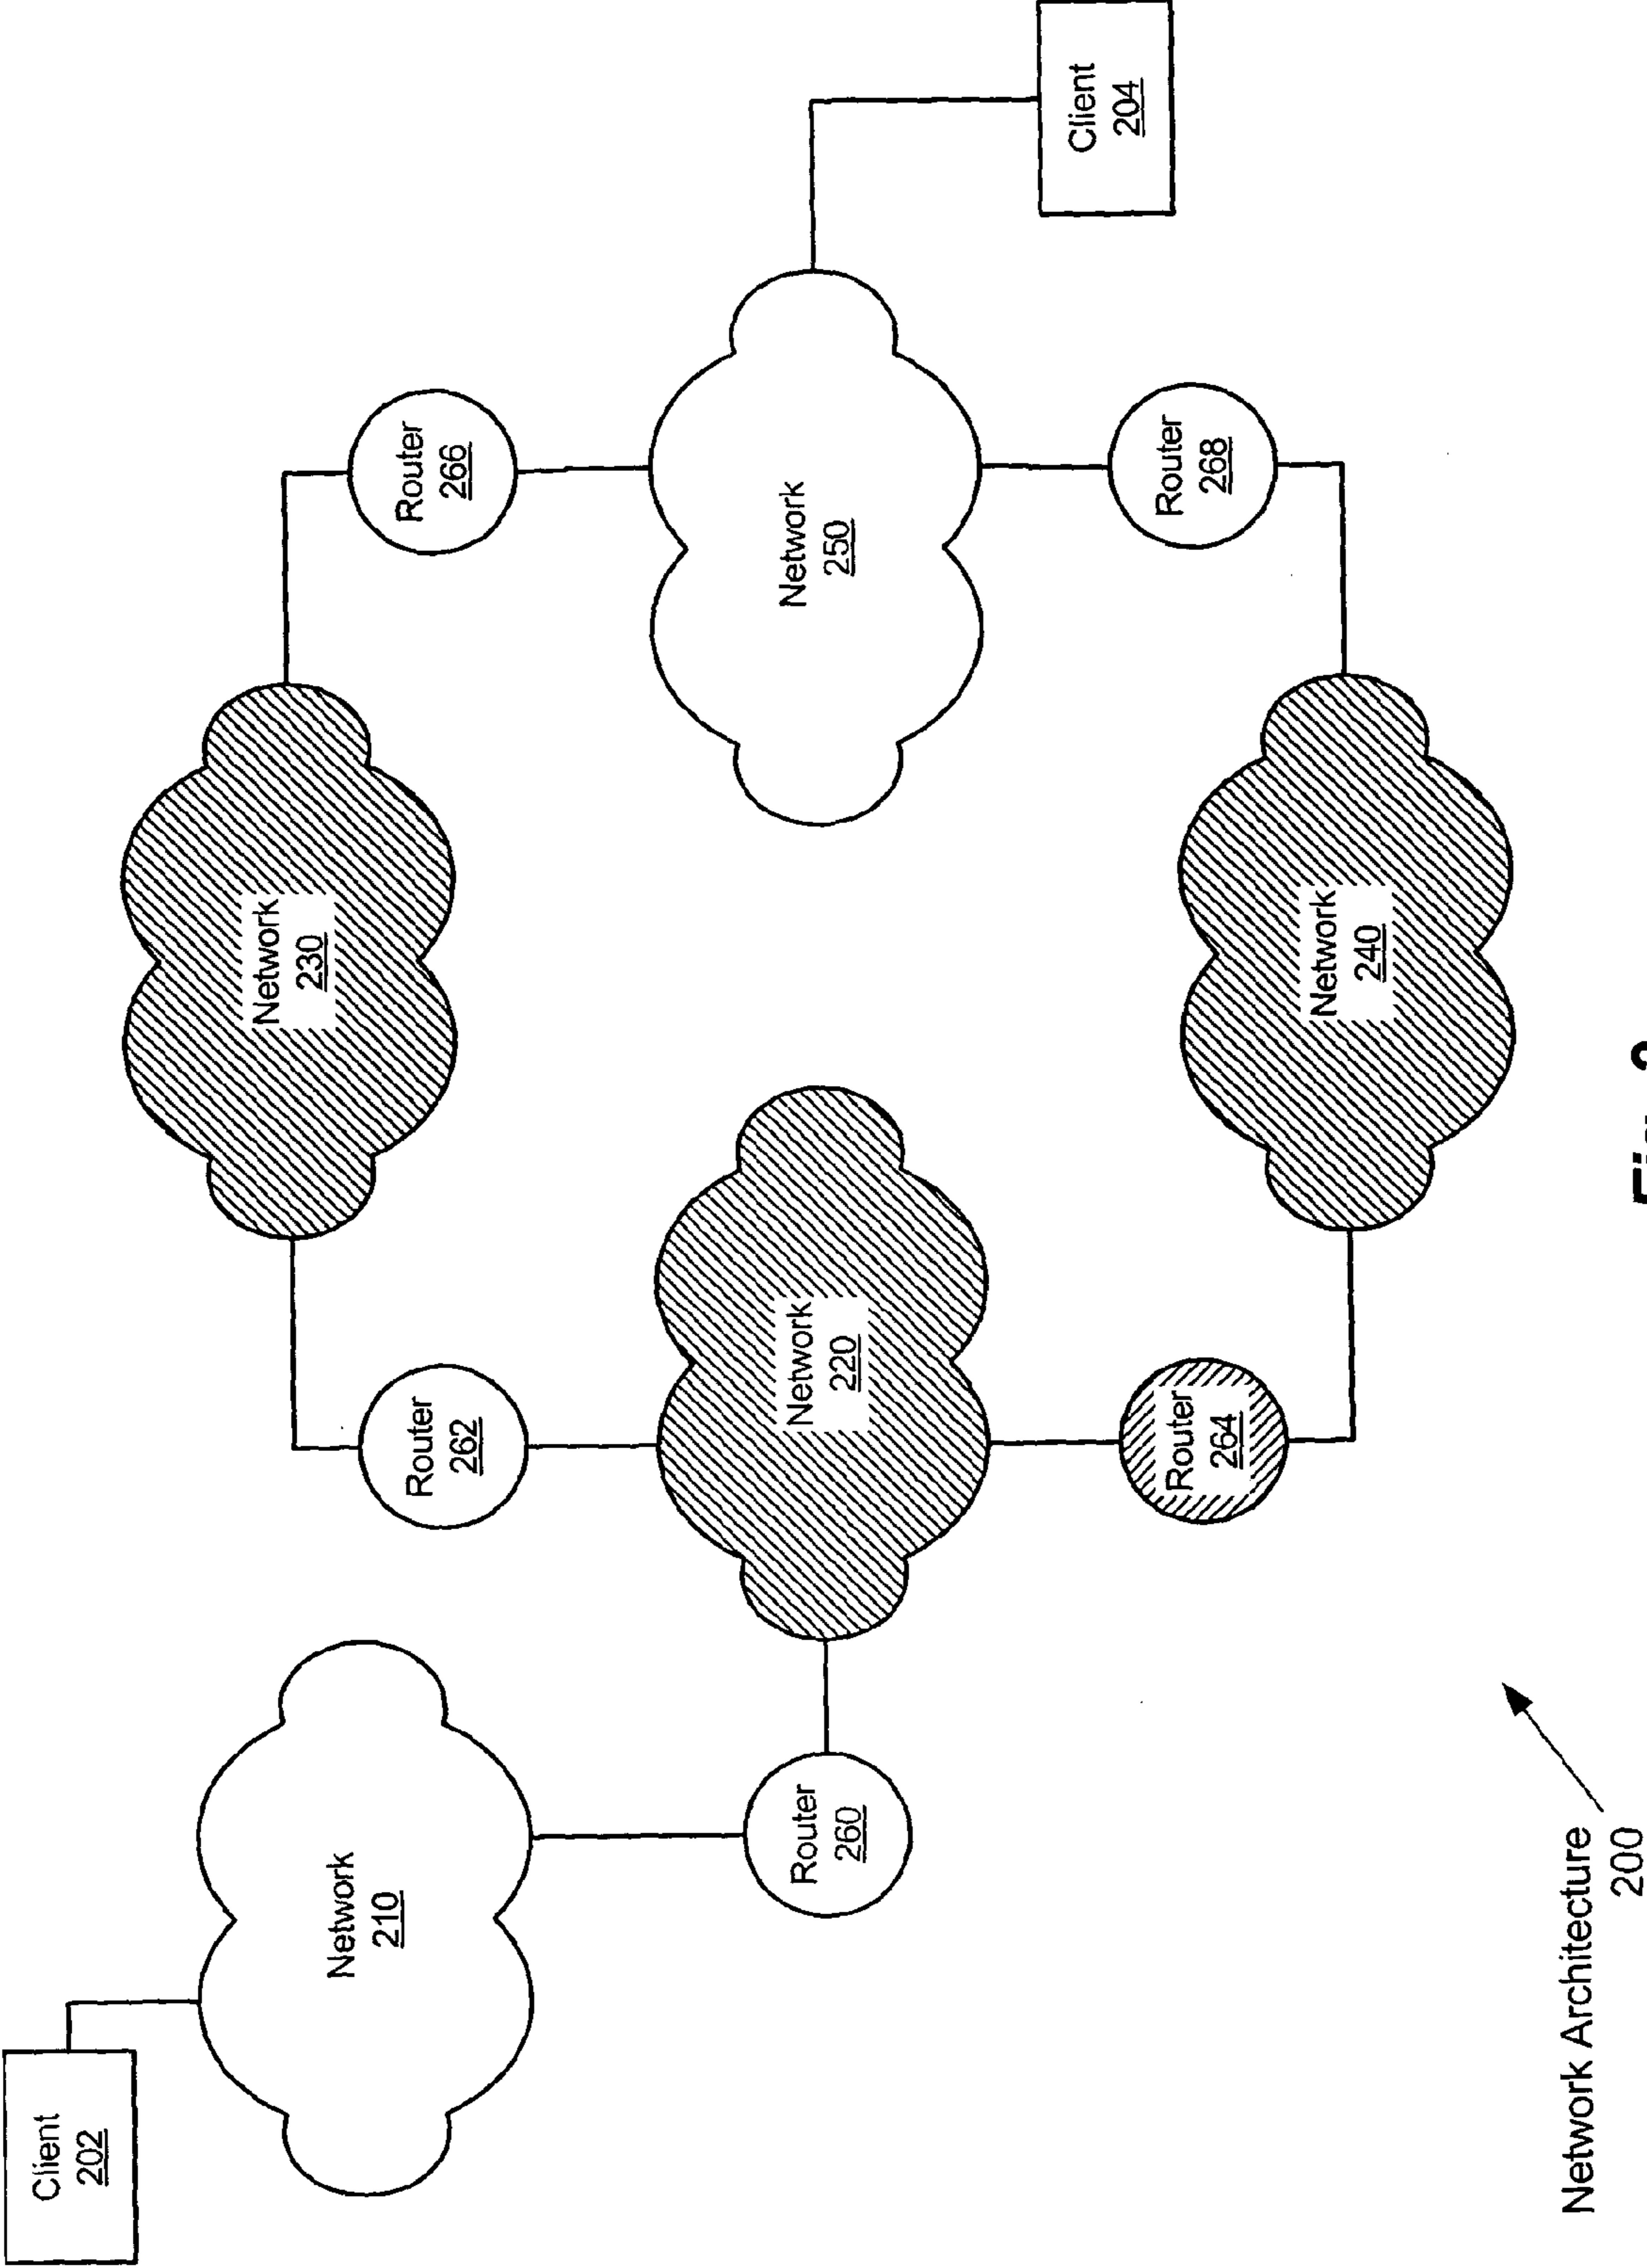 Client
202
Network
230
Network
210
Router
266
Router
262
Network
250
Network
220
Router
260
Client
204
Router
268
Router
264
Network
240
Network Architecture
200